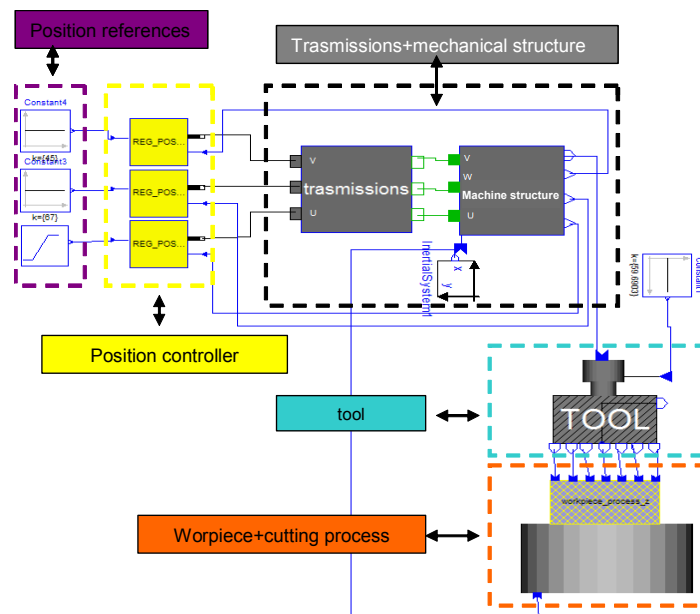 Position references
Trasmissions+mechanical structure
Constant4
k={45}
Constant3
k={67}
REG_POS...
REG_POS...
REG_POS...
V
U
trasmissions
V
W
U
Machine structure
InertialSystem1
x
y
k={59.6903}
Position controller
tool
TOOL
workpiece_process_z
Worpiece+cutting process